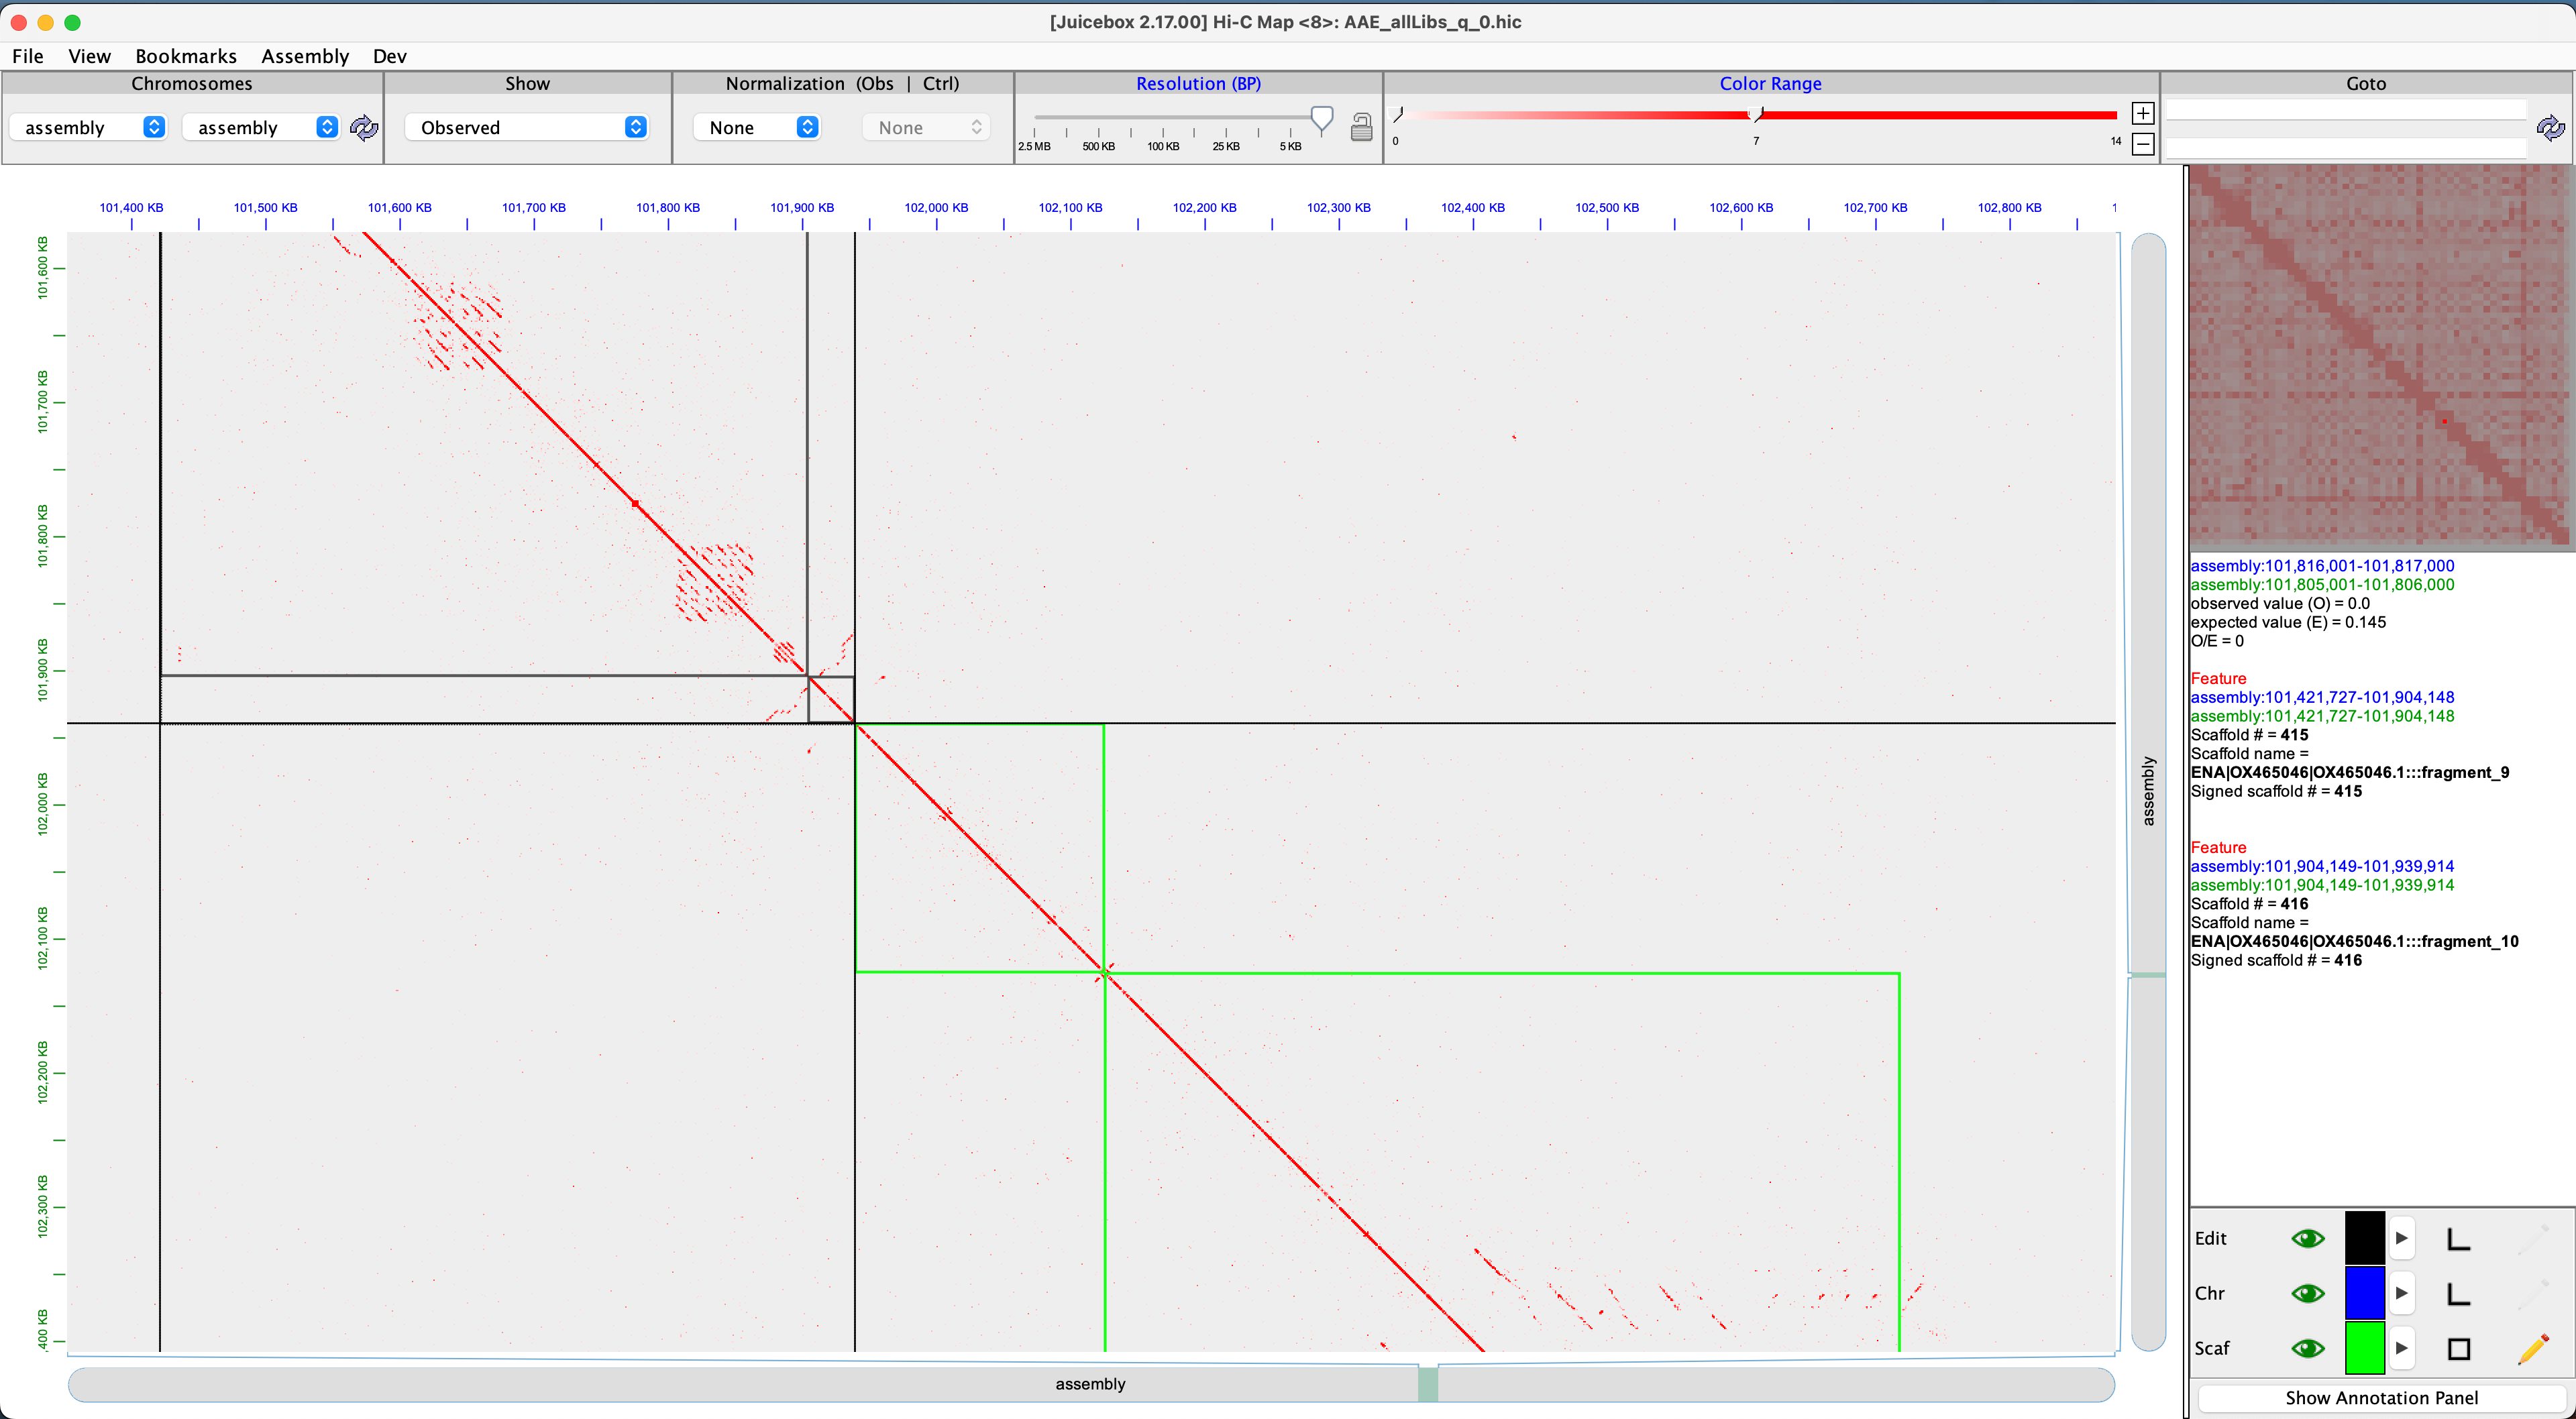 [Juicebox 2.17.00] Hi-C Map <8>: AAE_allLibs_q_0.hic
File View Bookmarks Assembly Dev
Chromosomes Show Normalization (Obs | Ctrl) Resolution (BP) Color Range Goto
assembly assembly Observed None None
2.5 MB 500 KB 100 KB 25 KB 5 KB
0 7 14
101,400 KB 101,500 KB 101,600 KB 101,700 KB 101,800 KB 101,900 KB 102,000 KB 102,100 KB 102,200 KB 102,300 KB 102,400 KB 102,500 KB 102,600 KB 102,700 KB 102,800 KB 1
101,600 KB
101,700 KB
101,800 KB
101,900 KB
102,000 KB
102,100 KB
102,200 KB
102,300 KB
,400 KB
assembly
assembly
assembly:101,816,001-101,817,000
assembly:101,805,001-101,806,000
observed value (O) = 0.0
expected value (E) = 0.145
O/E = 0
Feature
assembly:101,421,727-101,904,148
assembly:101,421,727-101,904,148
Scaffold # = 415
Scaffold name =
ENA|OX465046|OX465046.1:::fragment_9
Signed scaffold # = 415
Feature
assembly:101,904,149-101,939,914
assembly:101,904,149-101,939,914
Scaffold # = 416
Scaffold name =
ENA|OX465046|OX465046.1:::fragment_10
Signed scaffold # = 416
Edit
Chr
Scaf
Show Annotation Panel